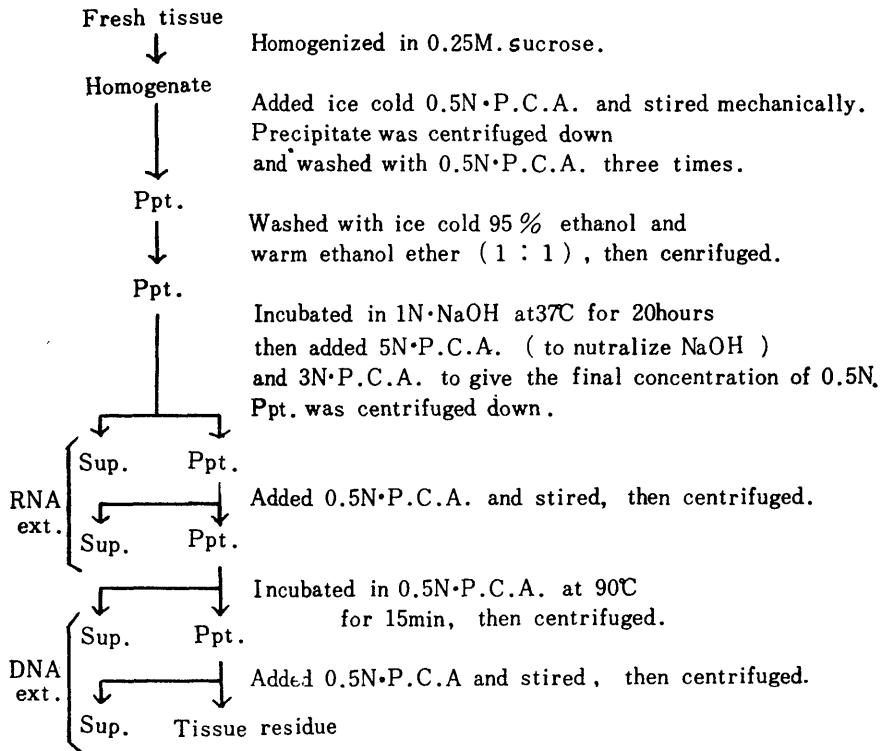 Fresh tissue
Homogenized in 0.25M. sucrose.
Homogenate
Added ice cold 0.5N·P.C.A. and stired mechanically.
Precipitate was centrifuged down
and washed with 0.5N·P.C.A. three times.
Ppt.
Washed with ice cold 95 % ethanol and
warm ethanol ether ( 1 : 1 ) , then cenrifuged.
Ppt.
Incubated in 1N·NaOH at37℃ for 20hours
then added 5N·P.C.A. ( to nutralize NaOH )
and 3N·P.C.A. to give the final concentration of 0.5N.
Ppt. was centrifuged down .
Sup. Ppt.
RNA
ext.
Added 0.5N·P.C.A. and stired, then centrifuged.
Sup. Ppt.
Incubated in 0.5N·P.C.A. at 90℃
for 15min, then centrifuged.
Sup. Ppt.
DNA
ext.
Added 0.5N·P.C.A and stired , then centrifuged.
Sup. Tissue residue